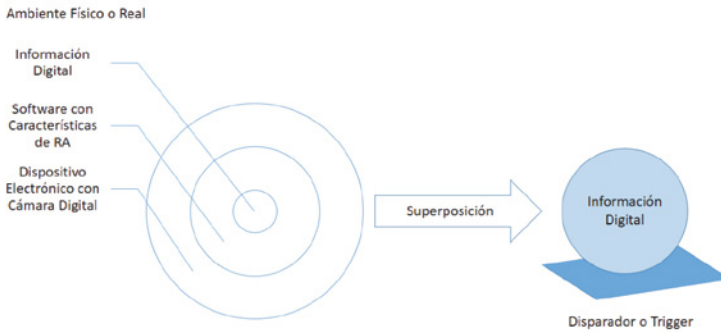 Ambiente Físico o Real
Información
Digital
Software con
Características
de RA
Dispositivo
Electrónico con
Cámara Digital
Superposición
Información
Digital
Disparador o Trigger